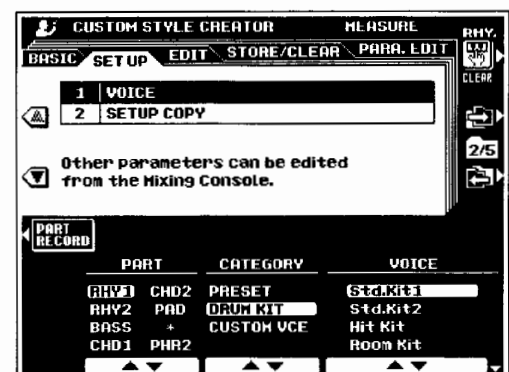 CUSTOM STYLE CREATOR MEASURE RHY.
BASIC SET UP EDIT STORE/CLEAR PARA. EDIT
CLEAR
1 VOICE
2 SETUP COPY
2/5
Other parameters can be edited
from the Mixing Console.
PART
RECORD
PART CATEGORY VOICE
RHY1 CHD2 PRESET Std.Kit1
RHY2 PAD DRUM KIT Std.Kit2
BASS * CUSTOM VCE Hit Kit
CHD1 PHR2 Room Kit